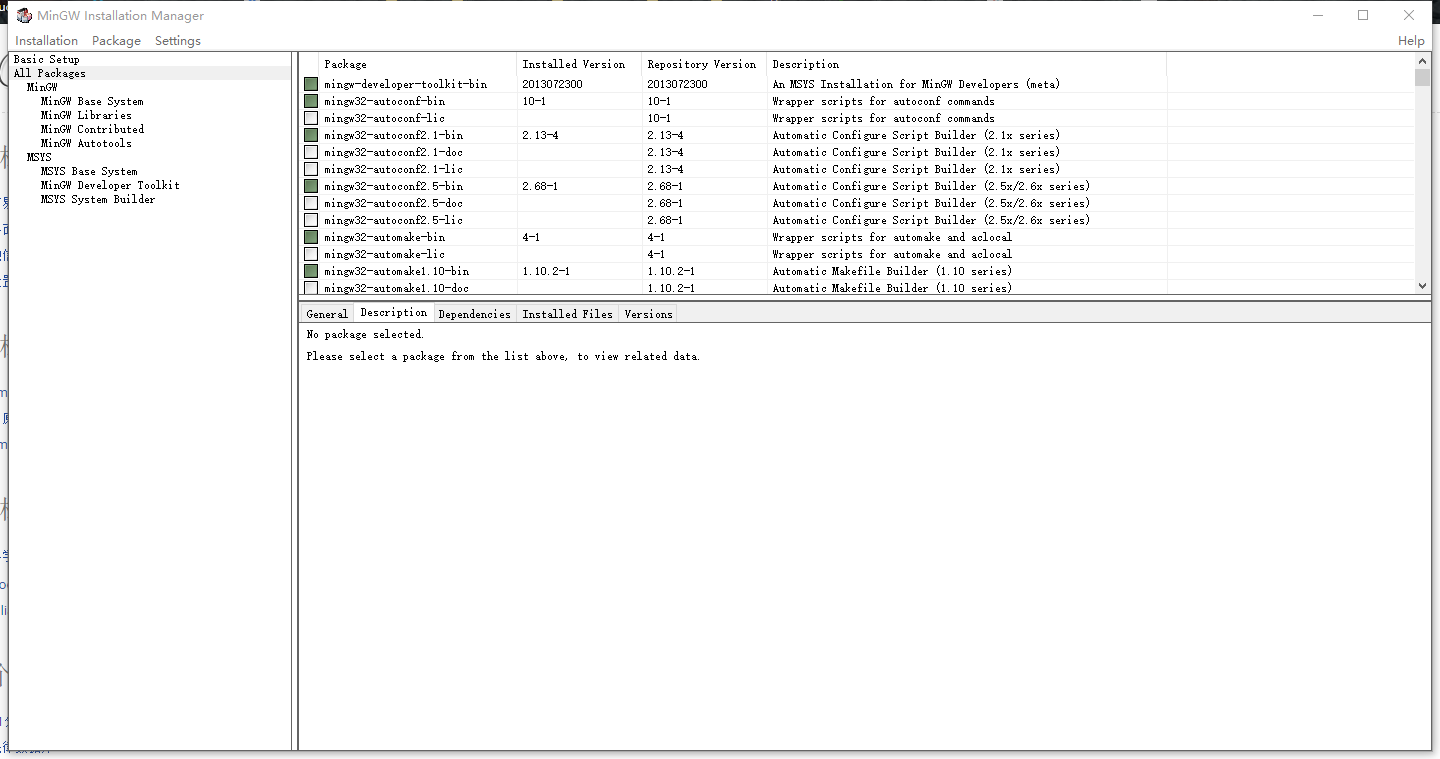 MinGW Installation Manager
Installation Package Settings Help
Basic Setup
All Packages
MinGW
MinGW Base System
MinGW Libraries
MinGW Contributed
MinGW Autotools
MSYS
MSYS Base System
MinGW Developer Toolkit
MSYS System Builder
Package Installed Version Repository Version Description
mingw-developer-toolkit-bin 2013072300 2013072300 An MSYS Installation for MinGW Developers (meta)
mingw32-autoconf-bin 10-1 10-1 Wrapper scripts for autoconf commands
mingw32-autoconf-lic 10-1 Wrapper scripts for autoconf commands
mingw32-autoconf2.1-bin 2.13-4 2.13-4 Automatic Configure Script Builder (2.1x series)
mingw32-autoconf2.1-doc 2.13-4 Automatic Configure Script Builder (2.1x series)
mingw32-autoconf2.1-lic 2.13-4 Automatic Configure Script Builder (2.1x series)
mingw32-autoconf2.5-bin 2.68-1 2.68-1 Automatic Configure Script Builder (2.5x/2.6x series)
mingw32-autoconf2.5-doc 2.68-1 Automatic Configure Script Builder (2.5x/2.6x series)
mingw32-autoconf2.5-lic 2.68-1 Automatic Configure Script Builder (2.5x/2.6x series)
mingw32-automake-bin 4-1 4-1 Wrapper scripts for automake and aclocal
mingw32-automake-lic 4-1 Wrapper scripts for automake and aclocal
mingw32-automake1.10-bin 1.10.2-1 1.10.2-1 Automatic Makefile Builder (1.10 series)
mingw32-automake1.10-doc 1.10.2-1 Automatic Makefile Builder (1.10 series)
General Description Dependencies Installed Files Versions
No package selected.
Please select a package from the list above, to view related data.